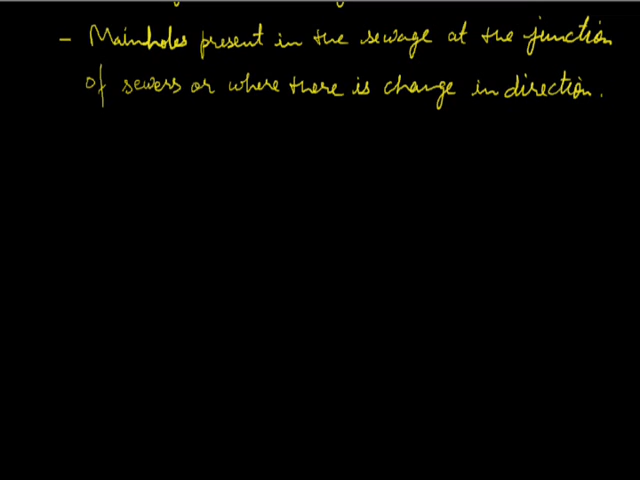 - Mainholes present in the sewage at the junction
of sewers or where there is change in direction.